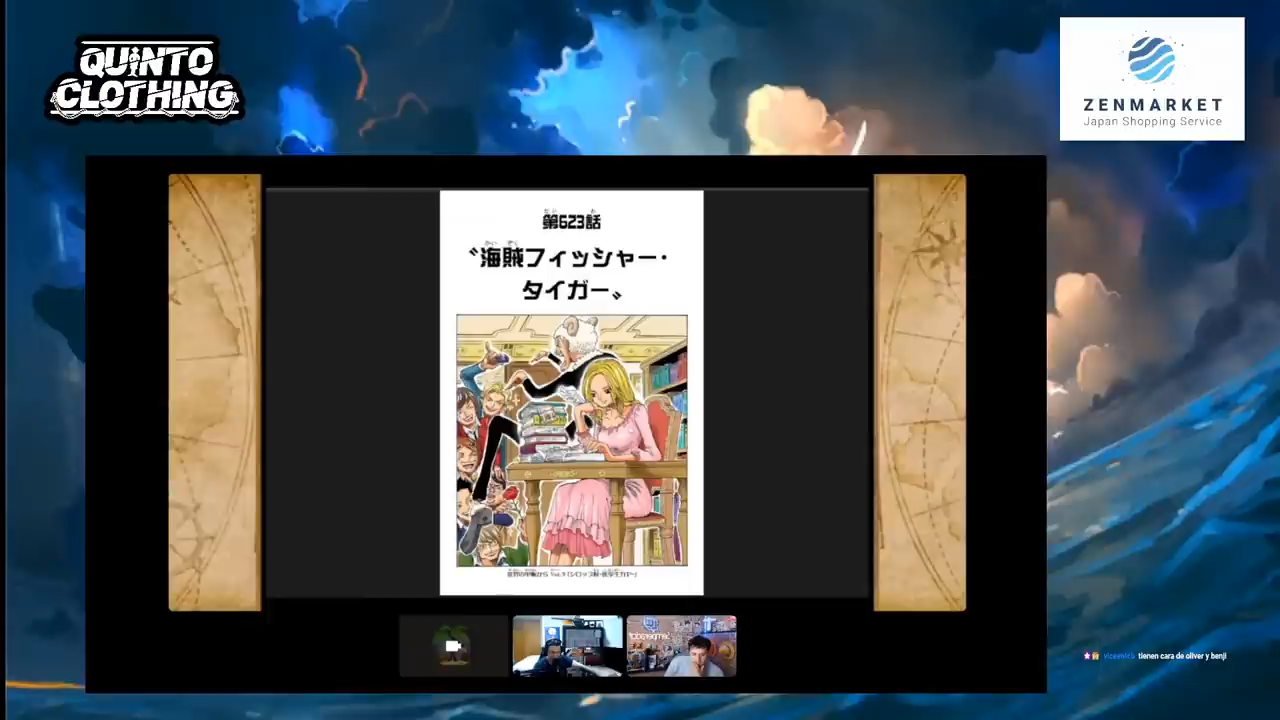 QUINTO
CLOTHING
ZENMARKET
Japan Shopping Service
第623話
〝海賊フィッシャー・
タイガー〟
tienen cara de oliver y benji